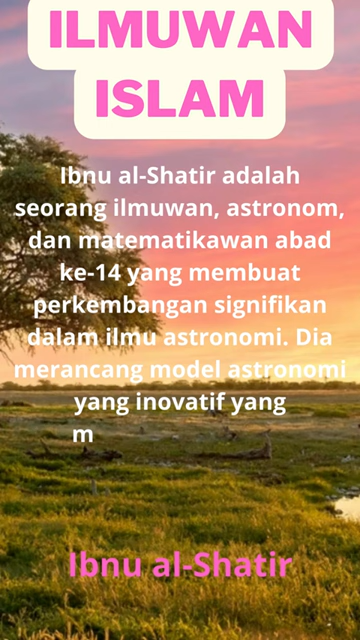 ILMUWAN
ISLAM
Ibnu al-Shatir adalah
seorang ilmuwan, astronom,
dan matematikawan abad
ke-14 yang membuat
perkembangan signifikan
dalam ilmu astronomi. Dia
merancang model astronomi
yang inovatif yang
m
Ibnu al-Shatir